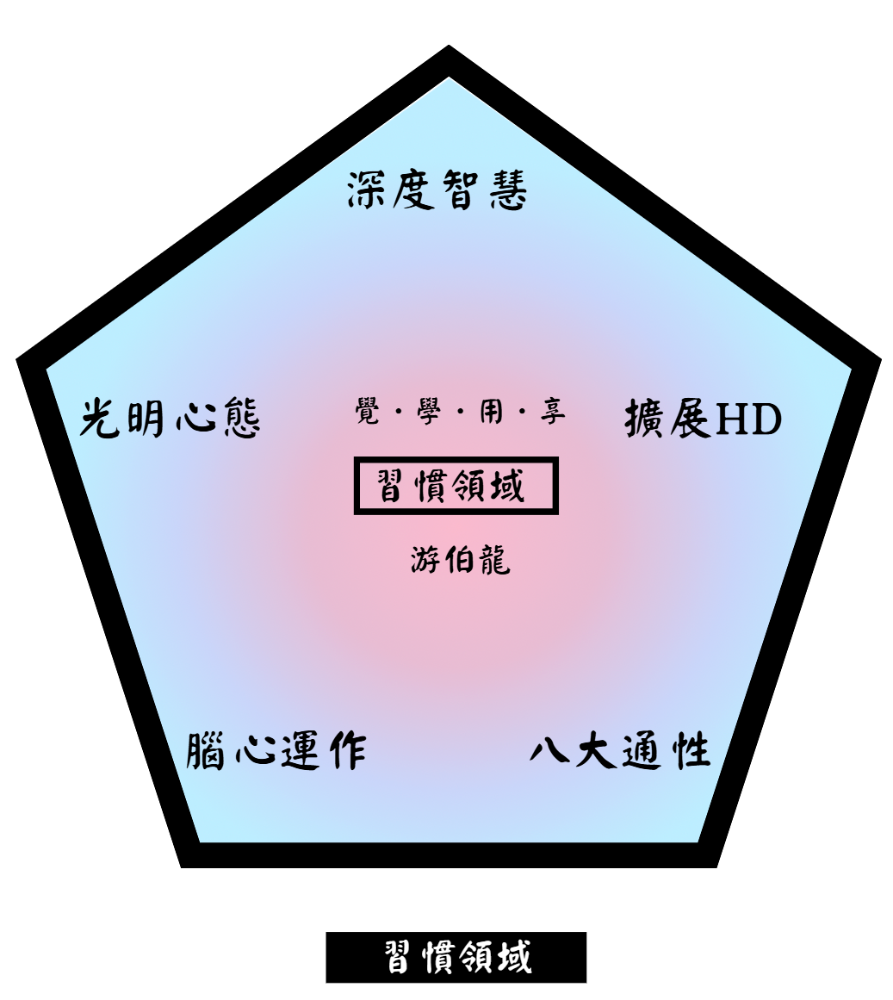 深度智慧
光明心態
覺·學·用·享
擴展HD
習慣領域
游伯龍
腦心運作
八大通性
習慣領域